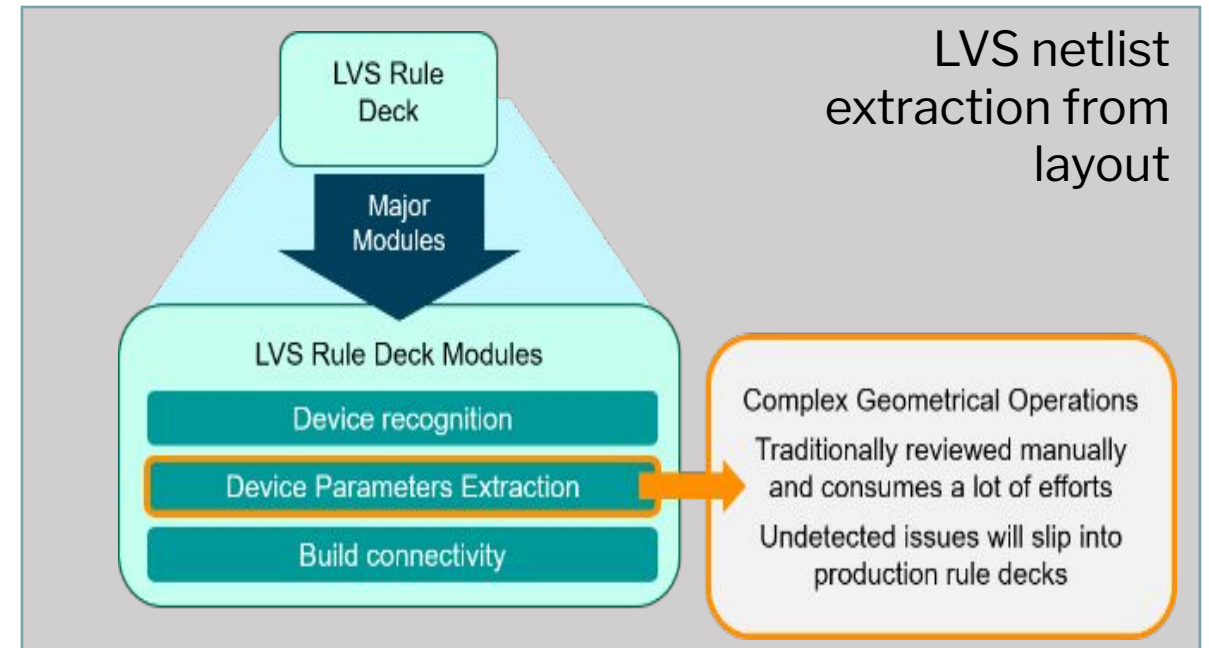 LVS netlist
extraction from
layout
LVS Rule
Deck
Major
Modules
LVS Rule Deck Modules
Device recognition
Device Parameters Extraction
Build connectivity
Complex Geometrical Operations
Traditionally reviewed manually
and consumes a lot of efforts
Undetected issues will slip into
production rule decks